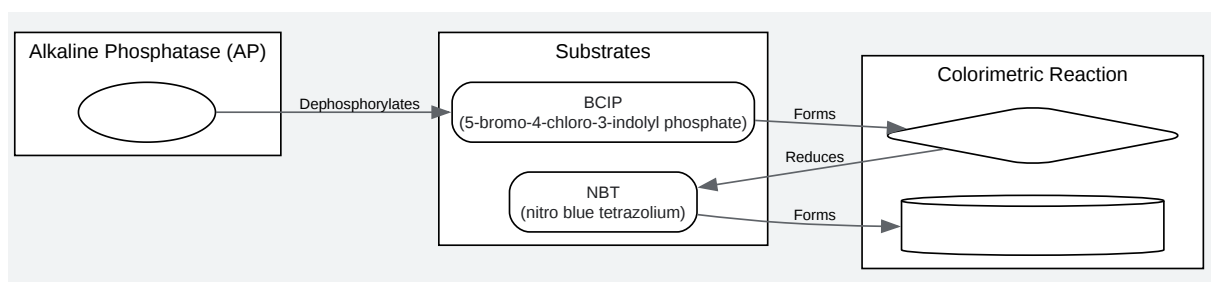 Alkaline Phosphatase (AP)
Dephosphorylates
Substrates
BCIP
(5-bromo-4-chloro-3-indolyl phosphate)
NBT
(nitro blue tetrazolium)
Forms
Reduces
Forms
Colorimetric Reaction